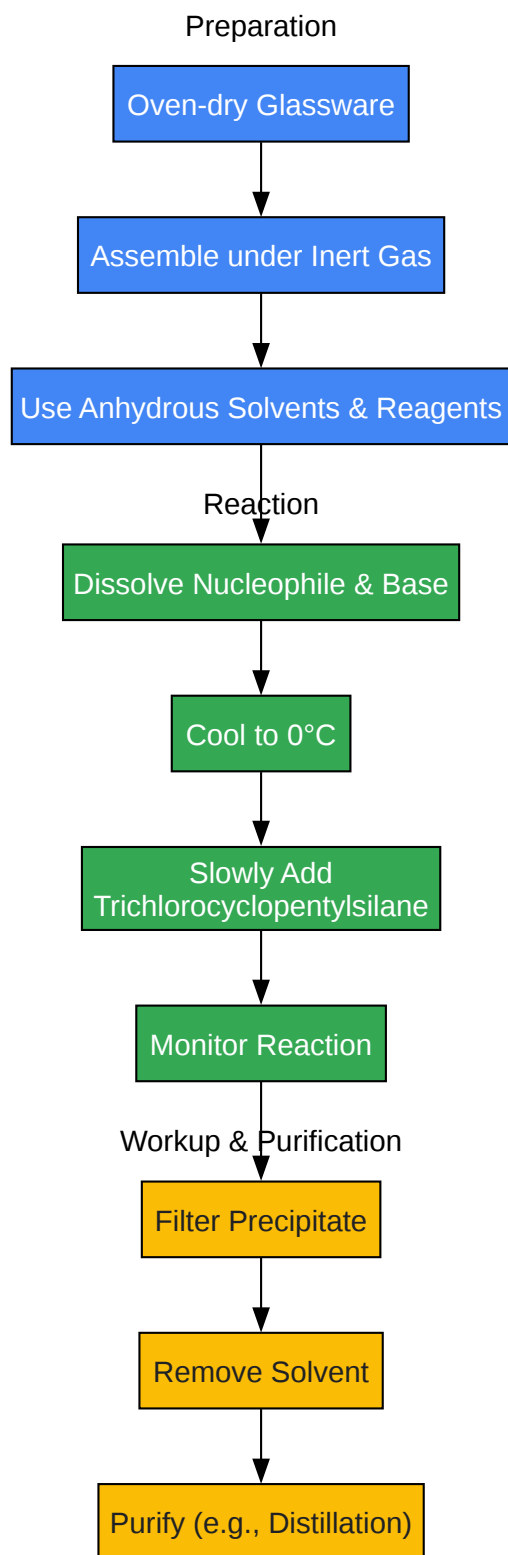 Preparation
Oven-dry Glassware
Assemble under Inert Gas
Use Anhydrous Solvents & Reagents
Reaction
Dissolve Nucleophile & Base
Cool to 0°C
Slowly Add
Trichlorocyclopentylsilane
Monitor Reaction
Workup & Purification
Filter Precipitate
Remove Solvent
Purify (e.g., Distillation)